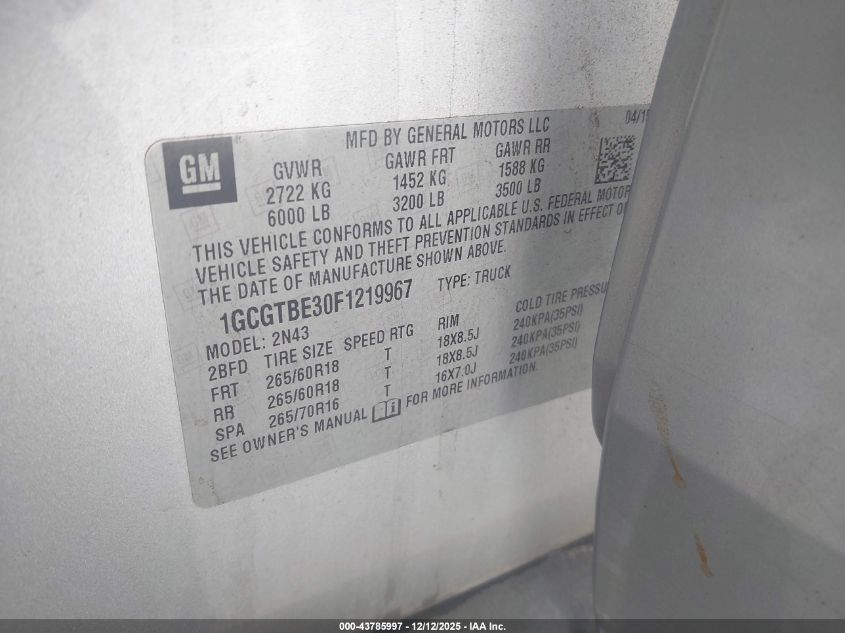 MFD BY GENERAL MOTORS LLC 04/15
GM
GVWR GAWR FRT GAWR RR
2722 KG 1452 KG 1588 KG
6000 LB 3200 LB 3500 LB
THIS VEHICLE CONFORMS TO ALL APPLICABLE U.S. FEDERAL MOTOR
VEHICLE SAFETY AND THEFT PREVENTION STANDARDS IN EFFECT ON
THE DATE OF MANUFACTURE SHOWN ABOVE.
1GCGTBE30F1219967 TYPE: TRUCK
MODEL: 2N43
2BFD TIRE SIZE SPEED RTG RIM COLD TIRE PRESSU
FRT 265/60R18 T 18X8.5J 240KPA(35PSI)
RR 265/60R18 T 18X8.5J 240KPA(35PSI)
SPA 265/70R16 T 16X7.0J 240KPA(35PSI)
SEE OWNER'S MANUAL FOR MORE INFORMATION.
000-43785997 - 12/12/2025 - IAA Inc.